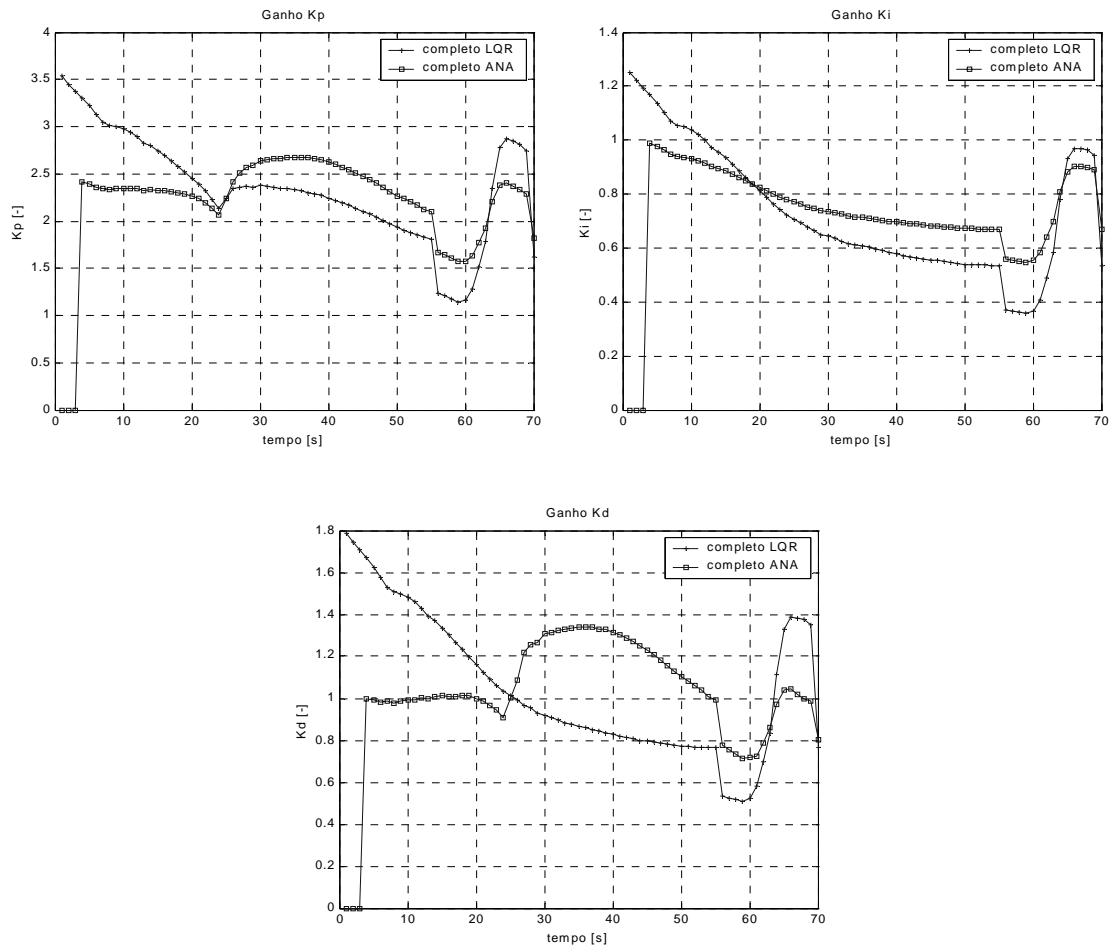 Ganho Kp
4
3.5
3
2.5
2
1.5
1
0.5
0
Kp [-]
completo LQR
completo ANA
0 10 20 30 40 50 60 70
tempo [s]
Ganho Ki
1.4
1.2
1
0.8
0.6
0.4
0.2
0
Ki [-]
completo LQR
completo ANA
0 10 20 30 40 50 60 70
tempo [s]
Ganho Kd
1.8
1.6
1.4
1.2
1
0.8
0.6
0.4
0.2
0
Kd [-]
completo LQR
completo ANA
0 10 20 30 40 50 60 70
tempo [s]